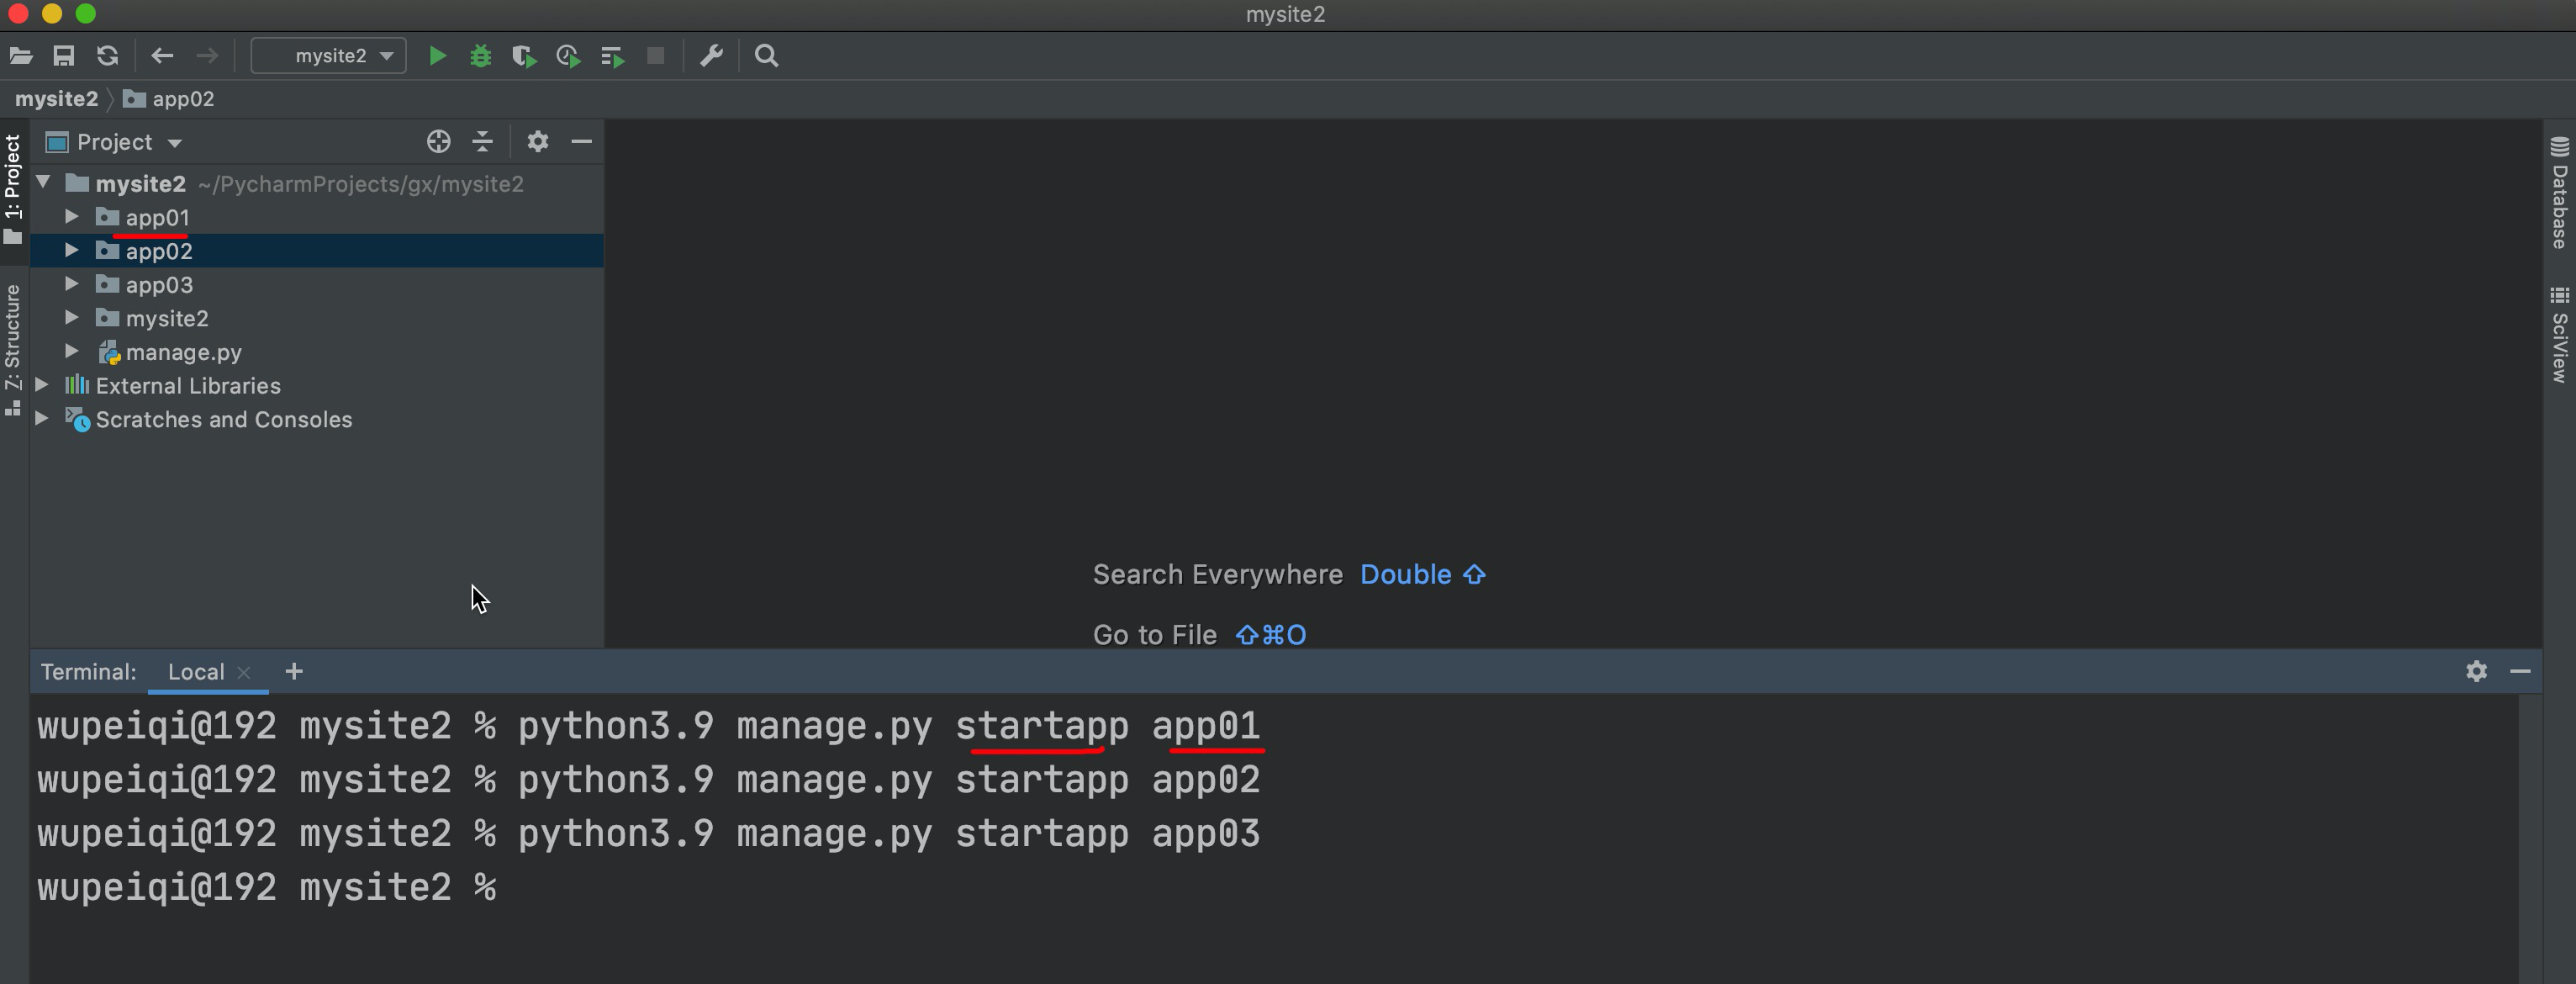 mysite2
mysite2
mysite2 app02
Project
mysite2 ~/PycharmProjects/gx/mysite2
app01
app02
app03
mysite2
manage.py
External Libraries
Scratches and Consoles
1: Project
Z: Structure
Database
SciView
Search Everywhere Double ⇧
Go to File ⇧⌘O
Terminal: Local × +
wupeiqi@192 mysite2 % python3.9 manage.py startapp app01
wupeiqi@192 mysite2 % python3.9 manage.py startapp app02
wupeiqi@192 mysite2 % python3.9 manage.py startapp app03
wupeiqi@192 mysite2 %